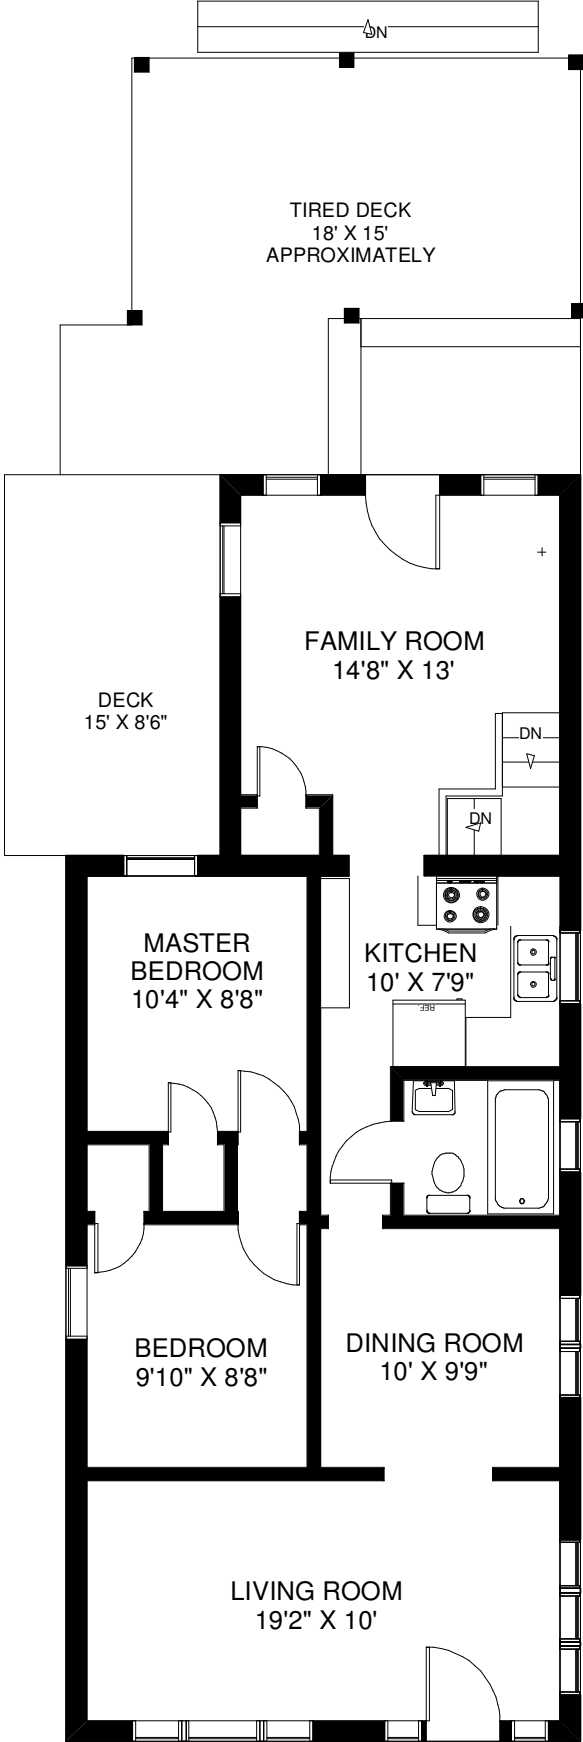 DN
TIRED DECK
18' X 15'
APPROXIMATELY
FAMILY ROOM
14'8" X 13'
DECK
15' X 8'6"
DN
DN
MASTER
BEDROOM
10'4" X 8'8"
KITCHEN
10' X 7'9"
REF
BEDROOM
9'10" X 8'8"
DINING ROOM
10' X 9'9"
LIVING ROOM
19'2" X 10'